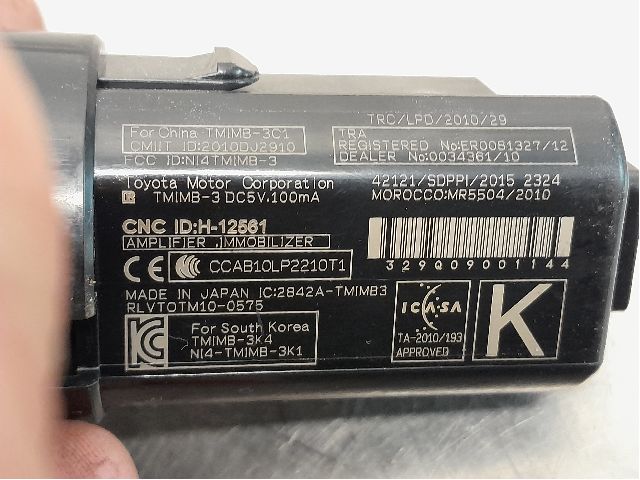 TRC/LPD/2010/29
For China TMIMB-3C1
CMIIT ID:2010DJ2910
FCC ID:NI4TMIMB-3
TRA
REGISTERED No:ER0081327/12
DEALER No:0034361/10
Toyota Motor Corporation
TMIMB-3 DC5V.100mA
42121/SDPPI/2015 2324
MOROCCO:MR5504/2010
CNC ID:H-12561
AMPLIFIER ,IMMOBILIZER
CE CCAB10LP2210T1
329Q09001144
MADE IN JAPAN IC:2842A-TMIMB3
RLVTOTM10-0575
KC
For South Korea
TMIMB-3K4
NI4-TMIMB-3K1
ICASA
TA-2010/193
APPROVED
K